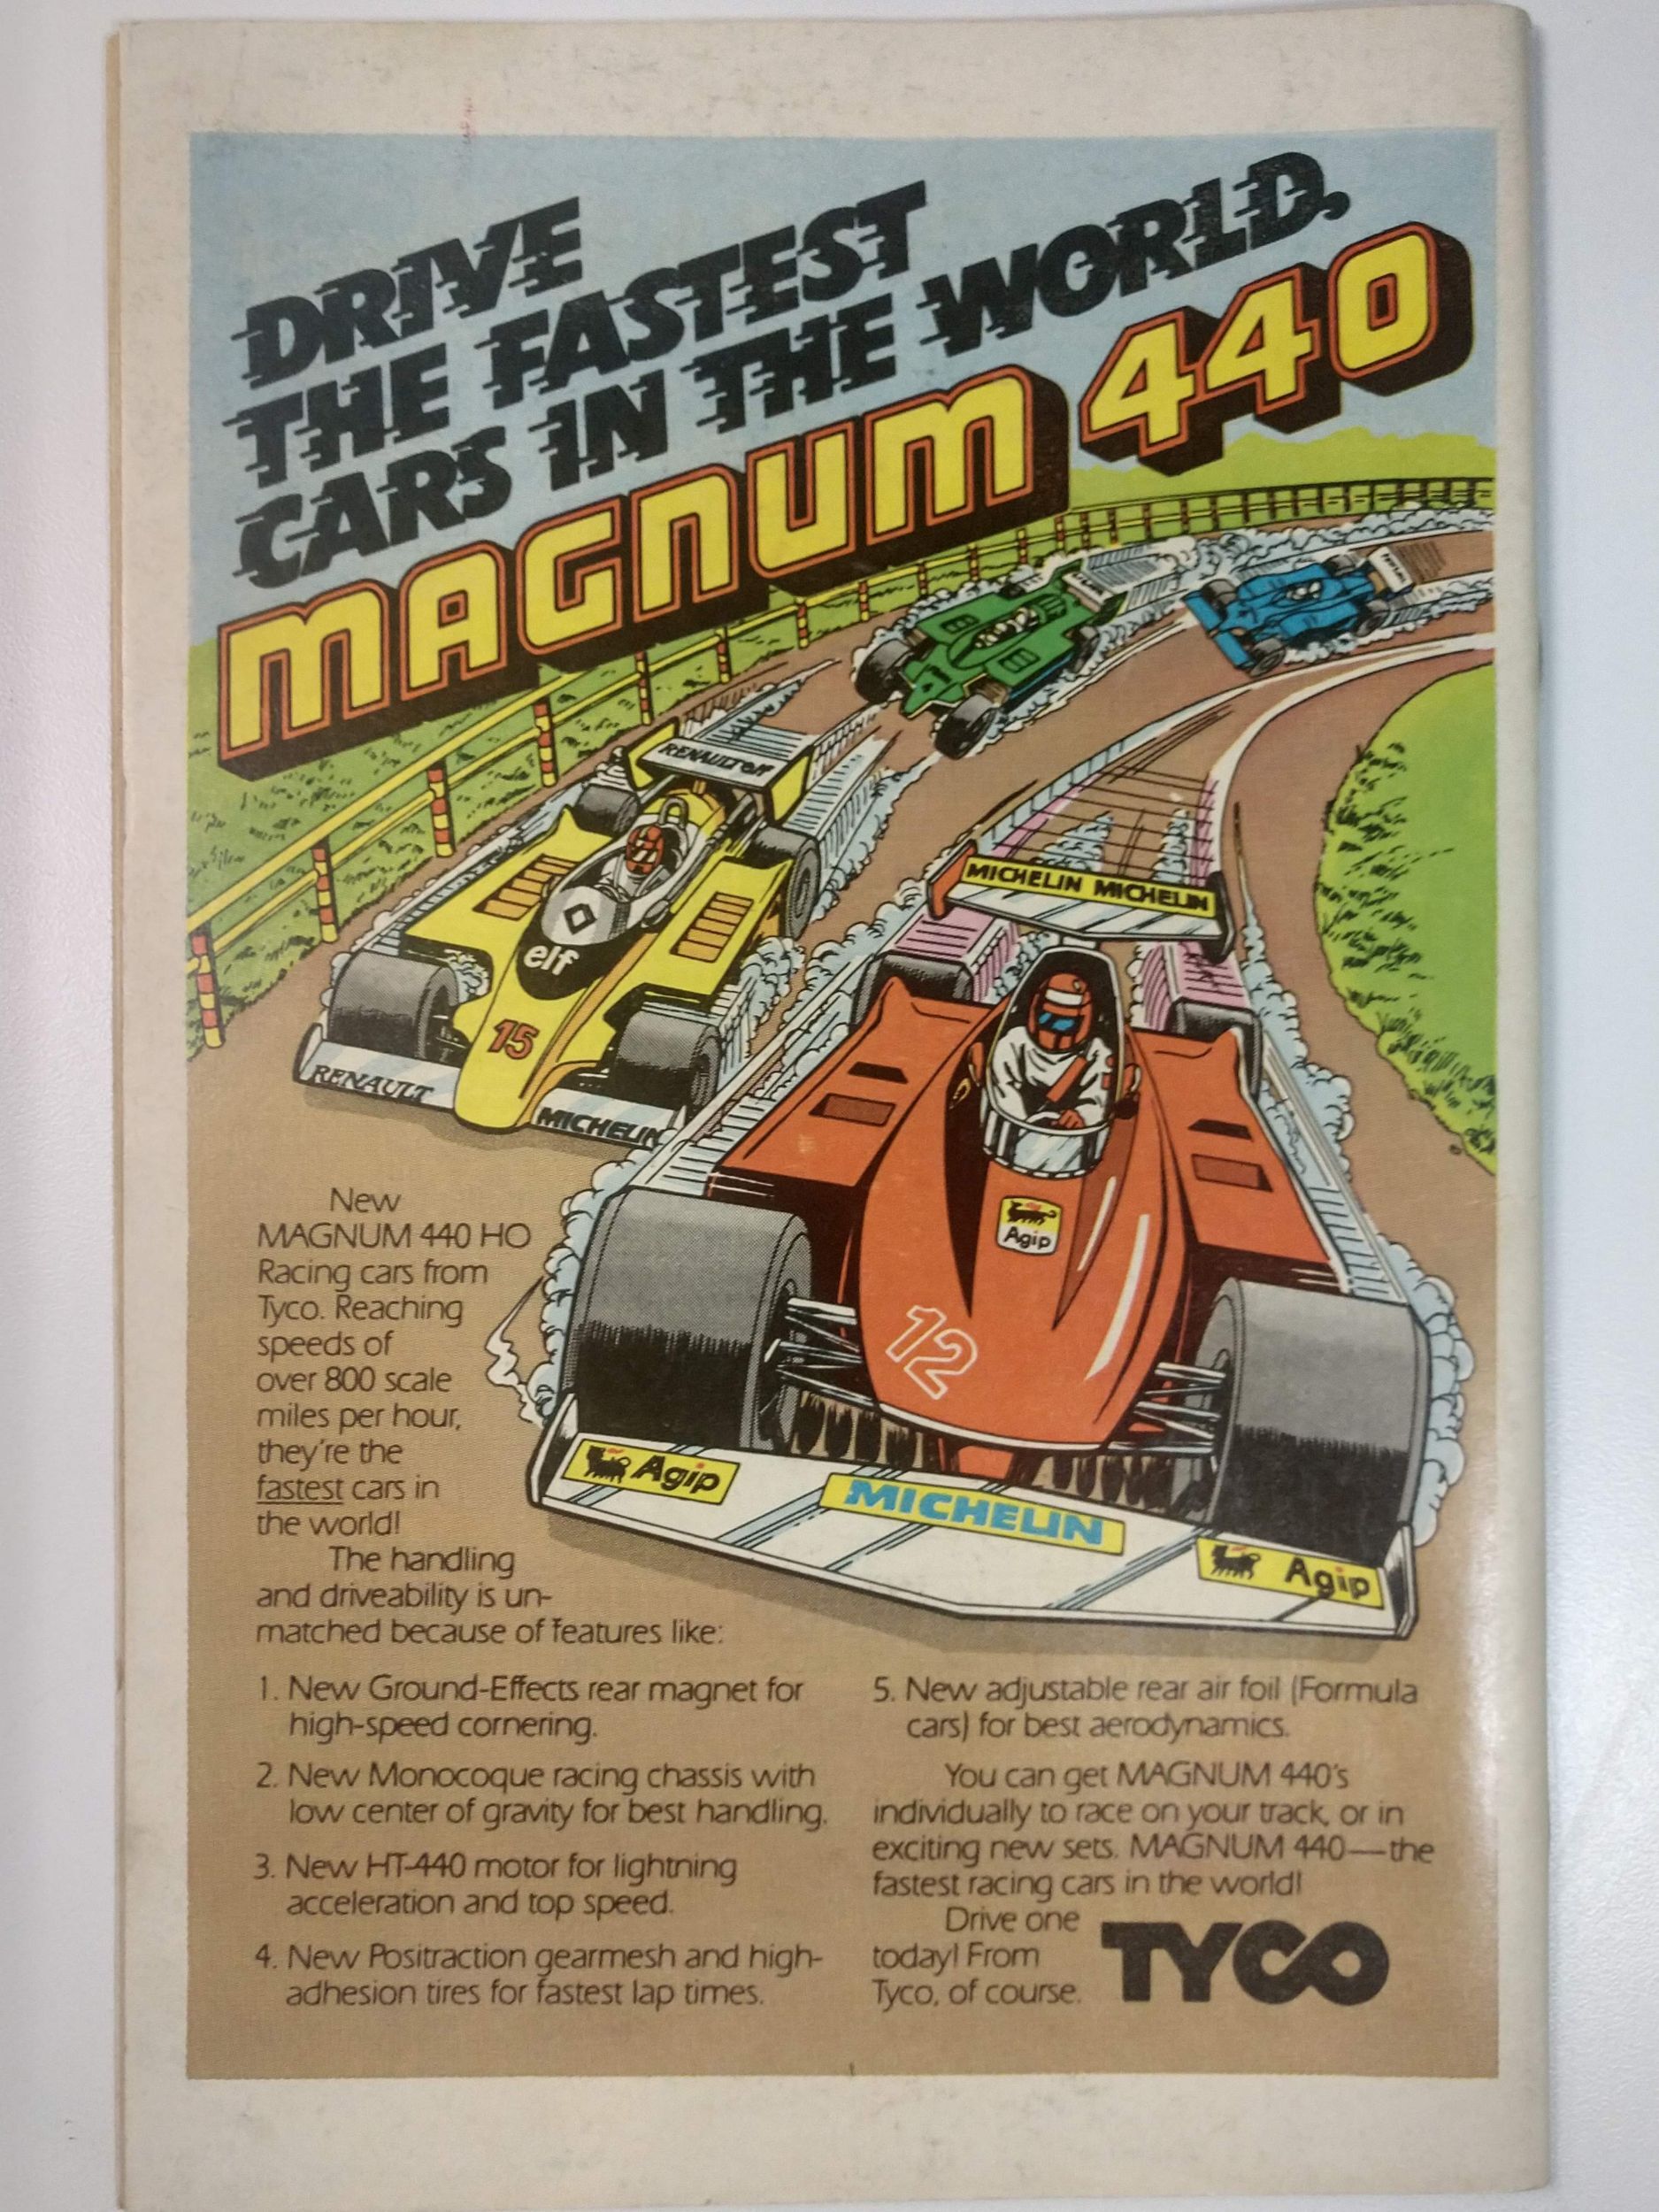 DRIVE
THE FASTEST
CARS IN THE WORLD.
MAGNUM 440
RENAULT elf
elf
15
RENAULT
MICHELIN
MICHELIN MICHELIN
Agip
12
Agip
MICHELIN
Agip
New
MAGNUM 440 HO
Racing cars from
Tyco. Reaching
speeds of
over 800 scale
miles per hour,
they're the
fastest cars in
the world!
The handling
and driveability is un-
matched because of features like:
1. New Ground-Effects rear magnet for
high-speed cornering.
2. New Monocoque racing chassis with
low center of gravity for best handling.
3. New HT-440 motor for lightning
acceleration and top speed.
4. New Positraction gearmesh and high-
adhesion tires for fastest lap times.
5. New adjustable rear air foil (Formula
cars) for best aerodynamics.
You can get MAGNUM 440's
individually to race on your track, or in
exciting new sets. MAGNUM 440—the
fastest racing cars in the world!
Drive one
today! From
Tyco, of course.
TYCO